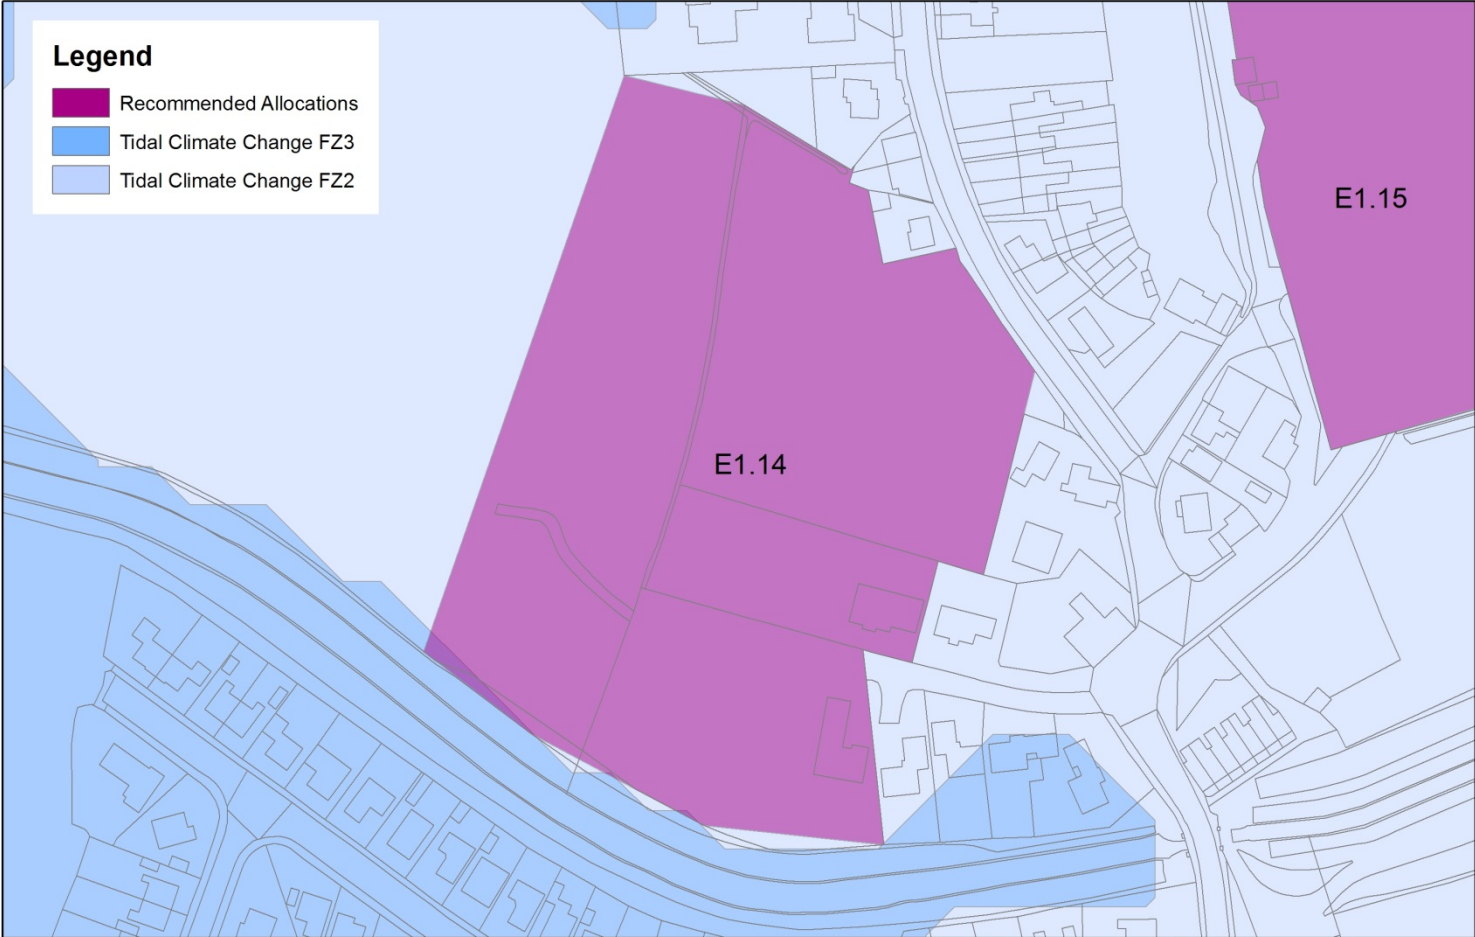 Legend
Recommended Allocations
Tidal Climate Change FZ3
Tidal Climate Change FZ2
E1.15
E1.14